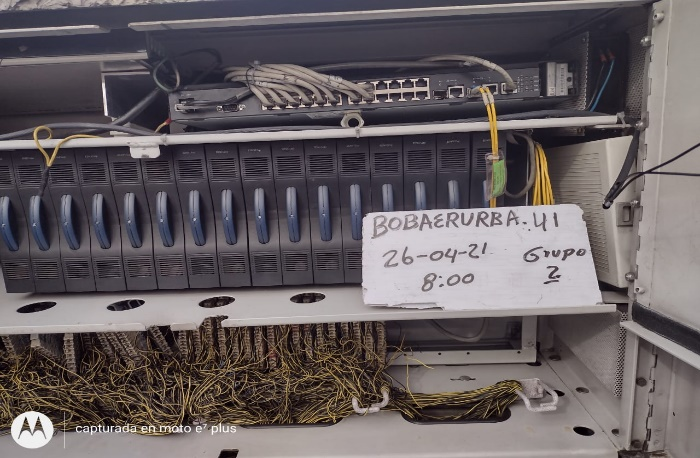 BOBAERURBA.41
26-04-21 Grupo
8:00 2
capturada en moto e⁷ plus